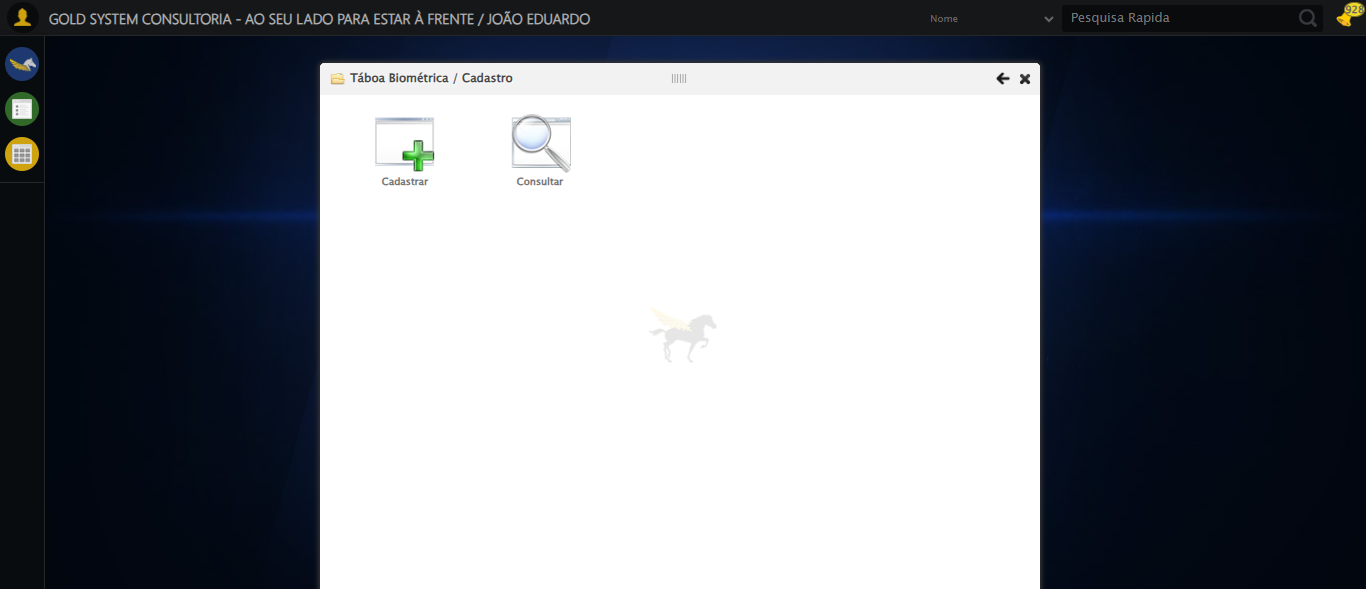 GOLD SYSTEM CONSULTORIA - AO SEU LADO PARA ESTAR À FRENTE / JOÃO EDUARDO
Nome
Pesquisa Rapida
928
Táboa Biométrica / Cadastro
Cadastrar
Consultar